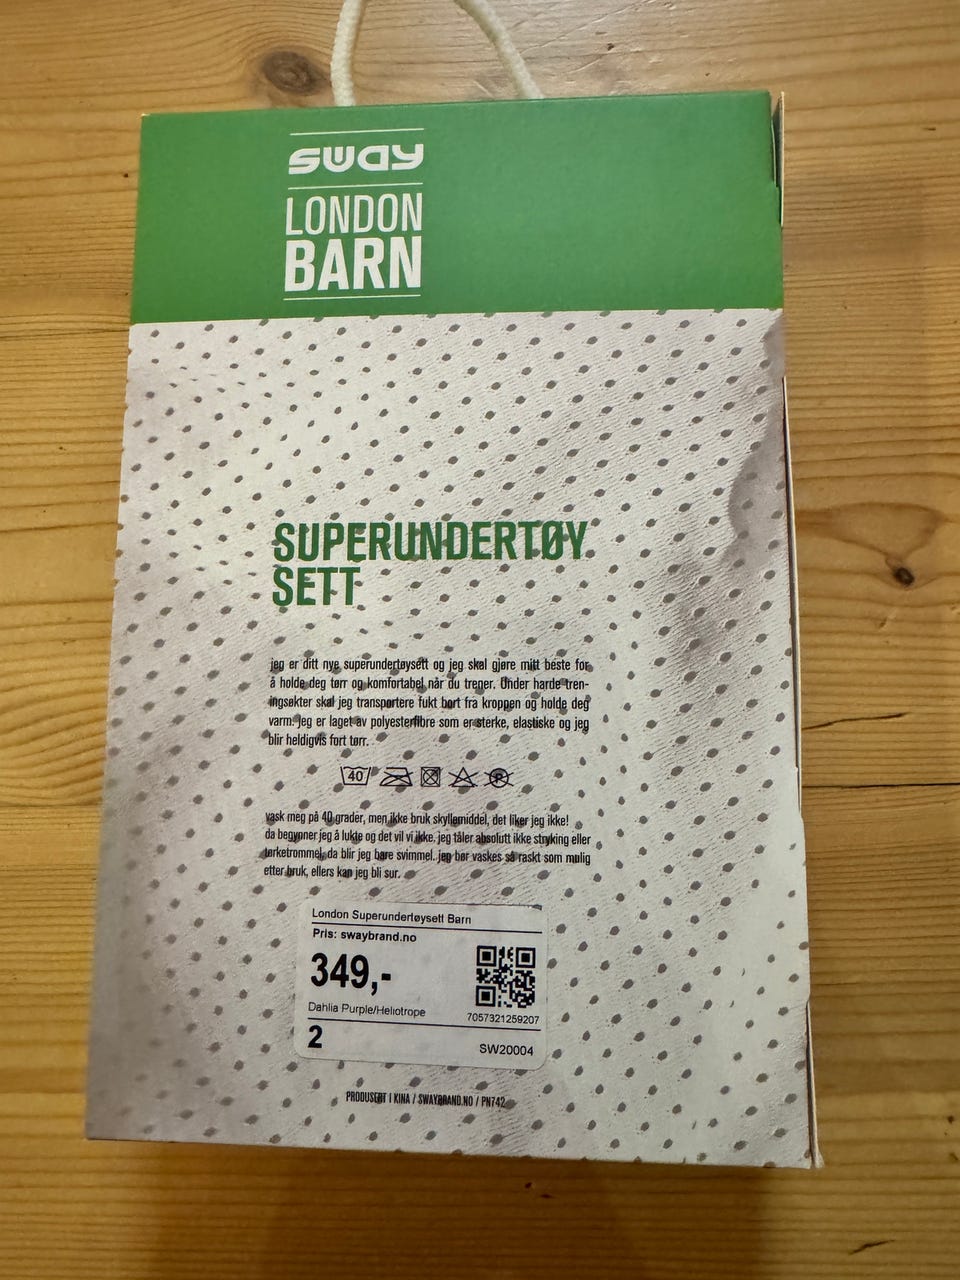 sway
LONDON
BARN
SUPERUNDERTØY
SETT
jeg er ditt nye superundertøysett og jeg skal gjøre mitt beste for
å holde deg tørr og komfortabel når du trener. Under harde tren-
ingsøkter skal jeg transportere fukt bort fra kroppen og holde deg
varm. jeg er laget av polyesterfibre som er sterke, elastiske og jeg
blir heldigvis fort tørr.
40 P
vask meg på 40 grader, men ikke bruk skyllemiddel, det liker jeg ikke!
da begynner jeg å lukte og det vil vi ikke. jeg tåler absolutt ikke stryking eller
tørketrommel, da blir jeg bare svimmel. jeg bør vaskes så raskt som mulig
etter bruk, ellers kan jeg bli sur.
London Superundertøysett Barn
Pris: swaybrand.no
349,-
Dahlia Purple/Heliotrope
7057321259207
2
SW20004
PRODUSERT I KINA / SWAYBRAND.NO / PN742